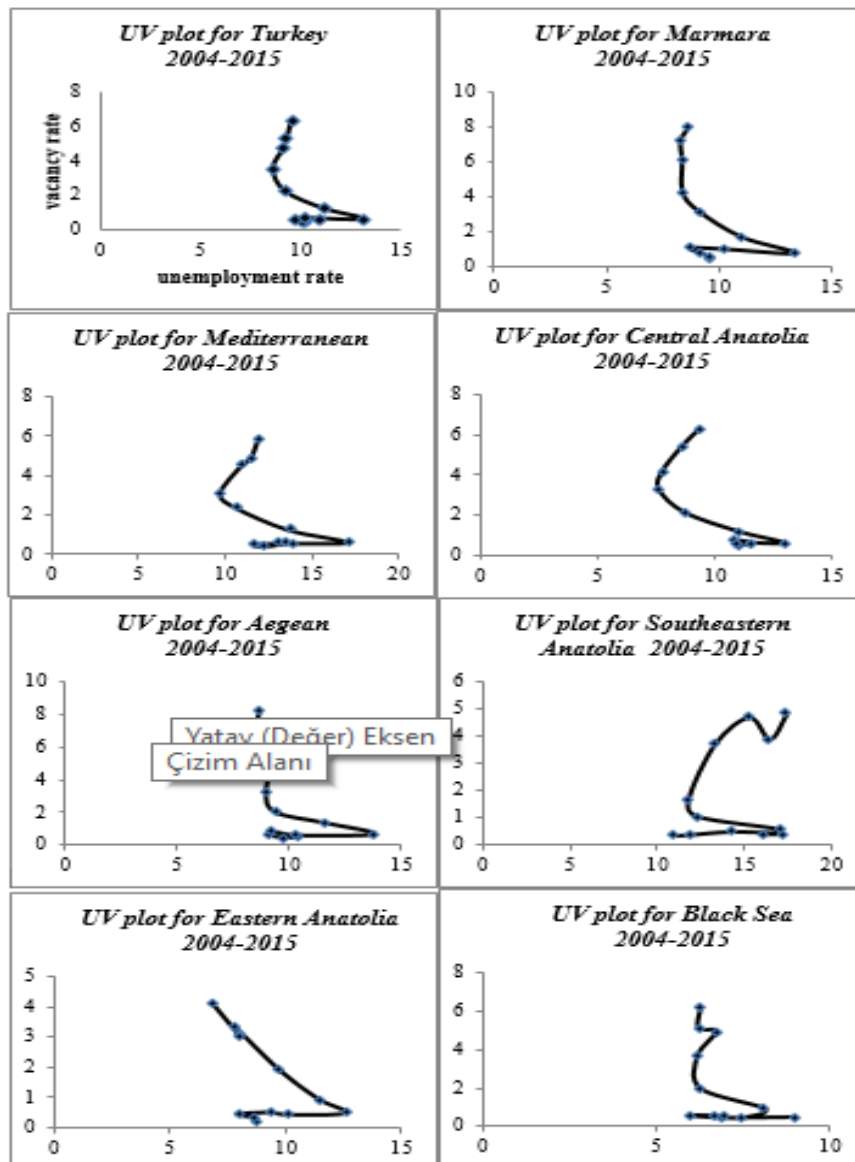 UV plot for Turkey
2004-2015
8
6
4
2
0
vacancy rate
0 5 10 15
unemployment rate
UV plot for Marmara
2004-2015
10
8
6
4
2
0
0 5 10 15
UV plot for Mediterranean
2004-2015
8
6
4
2
0
0 5 10 15 20
UV plot for Central Anatolia
2004-2015
8
6
4
2
0
0 5 10 15
UV plot for Aegean
2004-2015
10
8
Yatay (Değer) Eksen
6
Çizim Alanı
4
2
0
0 5 10 15
UV plot for Southeastern
Anatolia 2004-2015
6
5
4
3
2
1
0
0 5 10 15 20
UV plot for Eastern Anatolia
2004-2015
5
4
3
2
1
0
0 5 10 15
UV plot for Black Sea
2004-2015
8
6
4
2
0
0 5 10